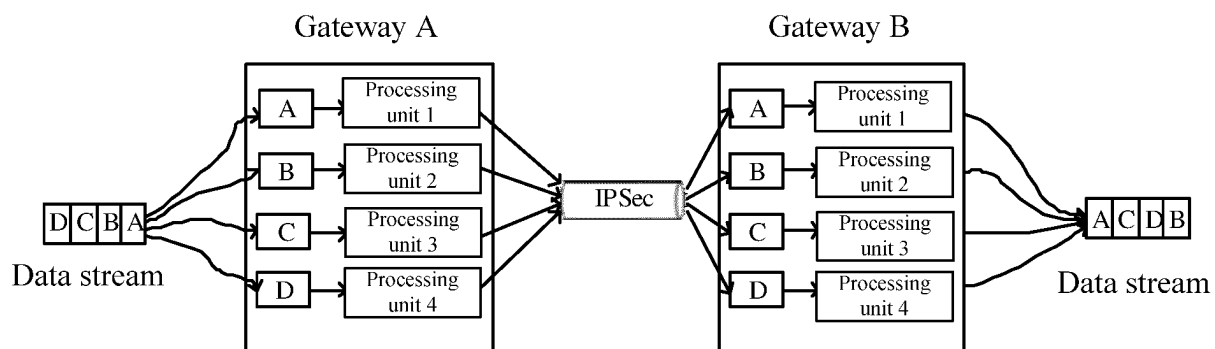 Gateway A
Gateway B
A
Processing
unit 1
B
Processing
unit 2
C
Processing
unit 3
D
Processing
unit 4
D C B A
Data stream
IPSec
A
Processing
unit 1
B
Processing
unit 2
C
Processing
unit 3
D
Processing
unit 4
A C D B
Data stream